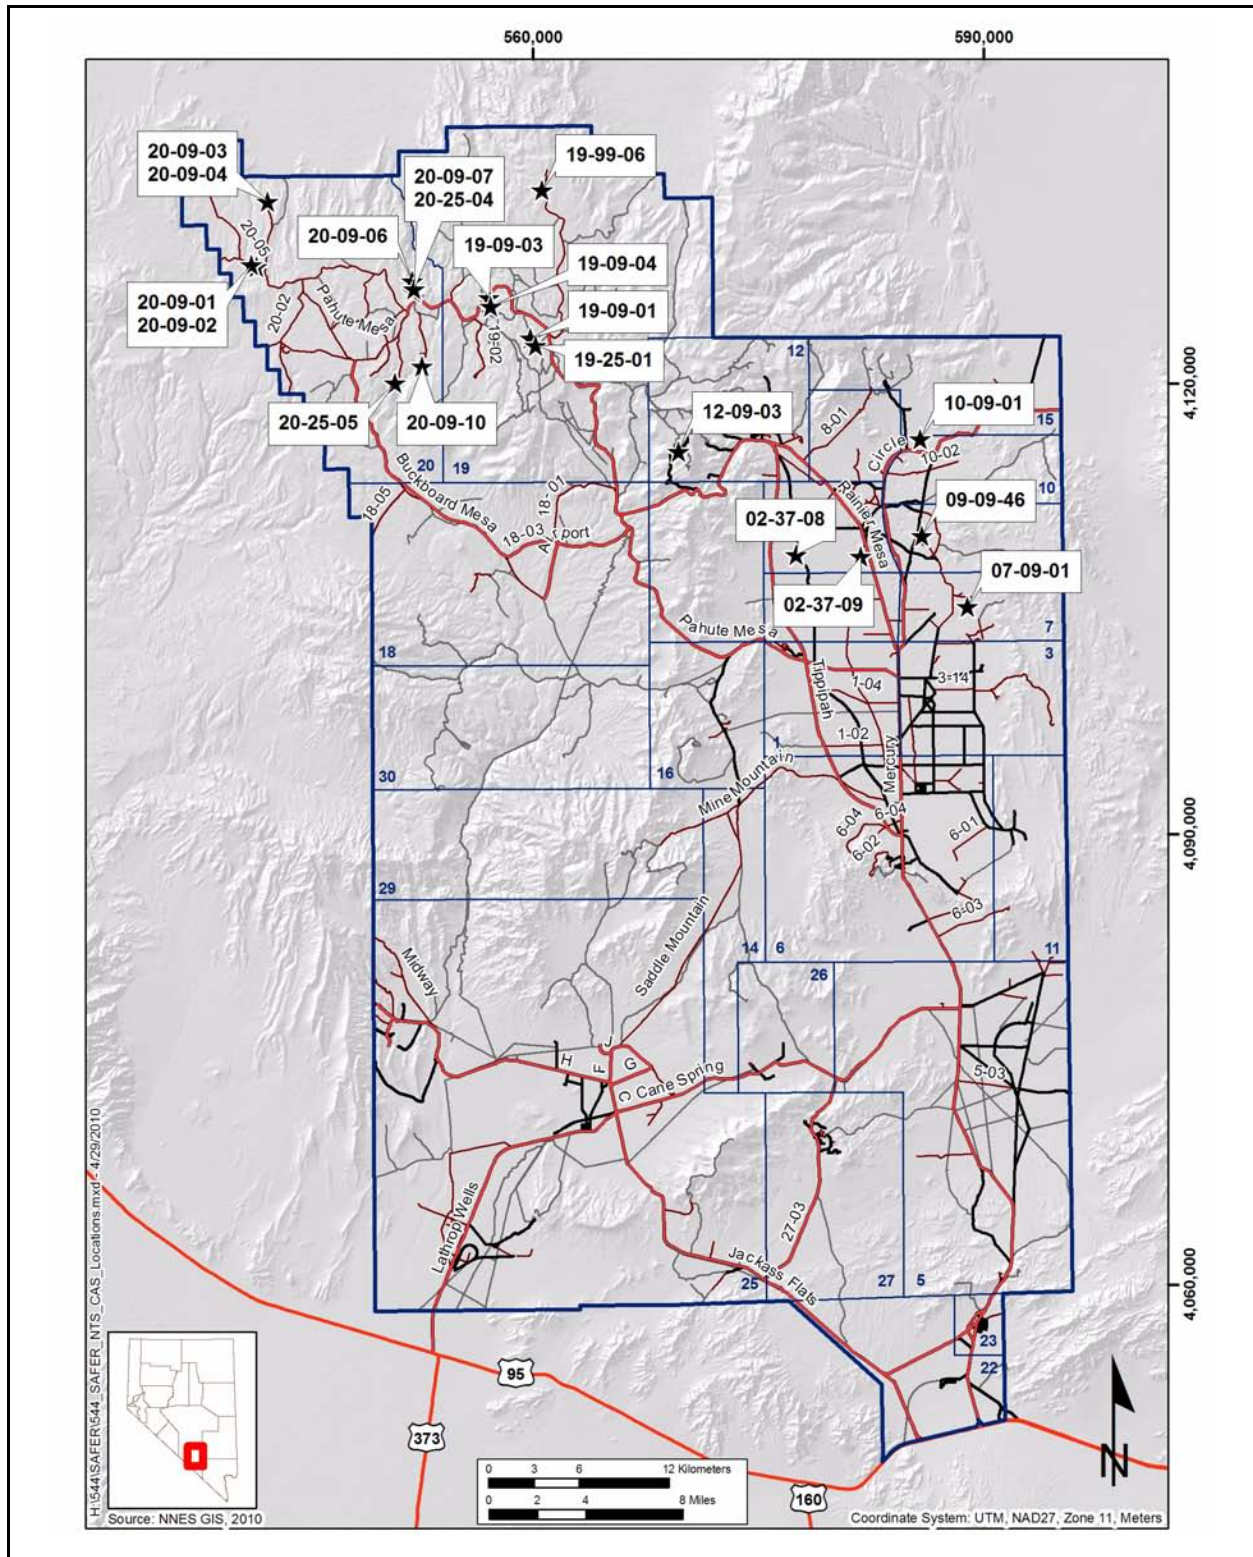 560,000
590,000
20-09-03
20-09-04
20-09-07
20-25-04
19-99-06
20-09-06
19-09-03
19-09-04
20-09-01
20-09-02
19-09-01
19-25-01
20-05
20-02
Pahute Mesa
19-02
12
4,120,000
20-25-05
20-09-10
12-09-03
10-09-01
8-01
Circle
10-02
15
10
20
19
Buckboard Mesa
18-05
18-01
18-03
Airport
Rainier Mesa
02-37-08
09-09-46
02-37-09
07-09-01
Pahute Mesa
7
3
18
Tippipah
1-04
3-14
1-02
1
Mercury
30
16
Mine Mountain
6-04
6-04
6-02
6-01
4,090,000
29
6-03
Saddle Mountain
14
6
11
Midway
26
J
H
F
G
C
Cane Spring
5-03
Lathrop Wells
27-03
Jackass Flats
25
27
5
4,060,000
23
22
95
373
160
N
0 3 6 12 Kilometers
0 2 4 8 Miles
H:\544\SAFER\544_SAFER_NTS_CAS_Locations.mxd - 4/29/2010
Source: NNES GIS, 2010
Coordinate System: UTM, NAD27, Zone 11, Meters